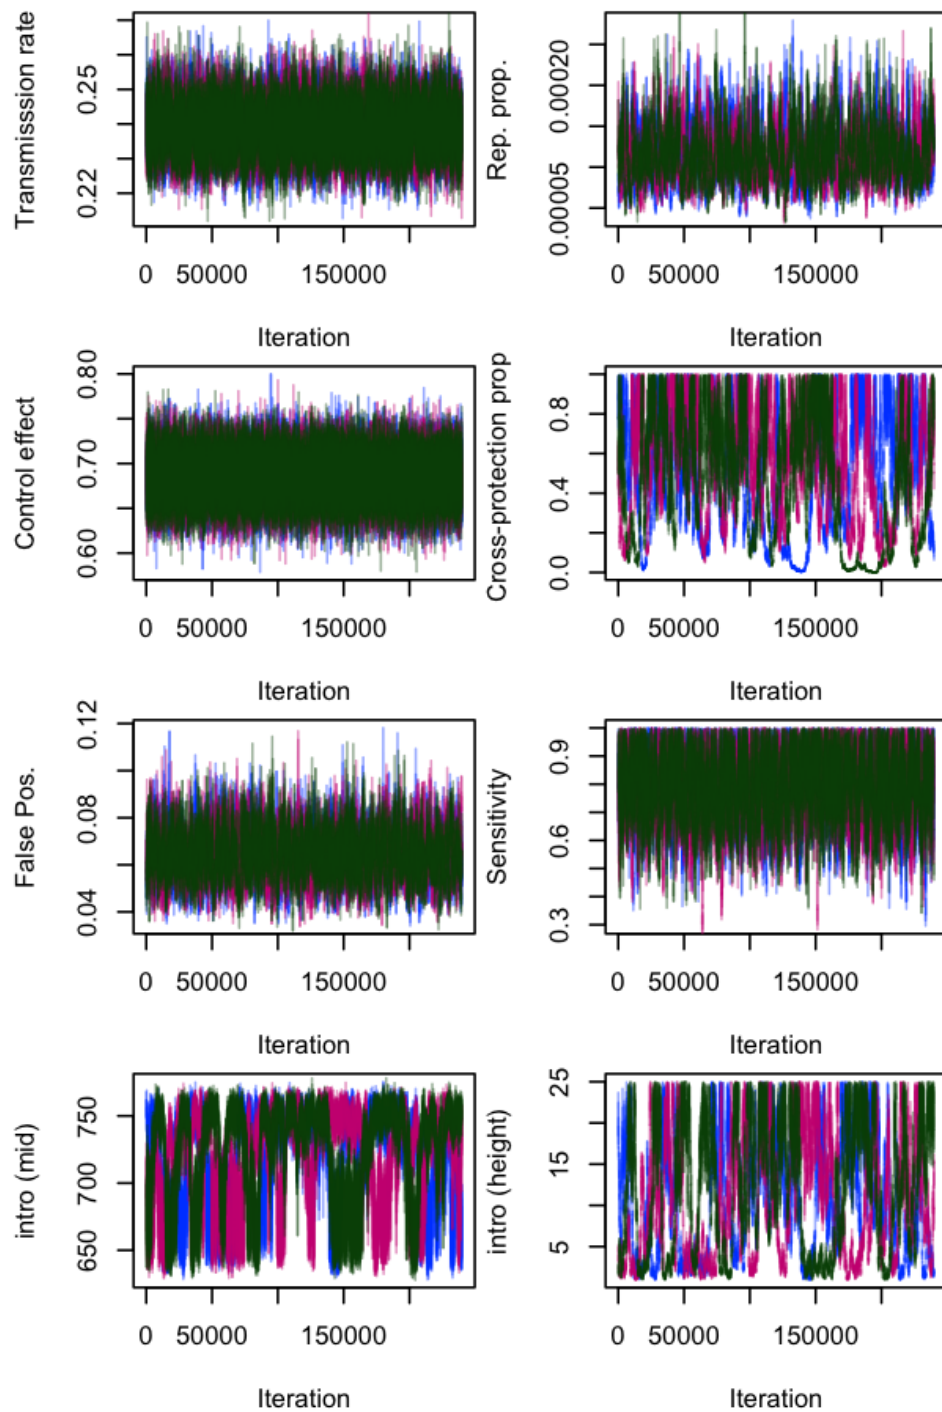 Transmisssion rate
0.22 0.25
0 50000 150000
Iteration
Rep. prop.
0.00005 0.00020
0 50000 150000
Iteration
Control effect
0.60 0.70 0.80
0 50000 150000
Iteration
Cross-protection prop
0.0 0.4 0.8
0 50000 150000
Iteration
False Pos.
0.04 0.08 0.12
0 50000 150000
Iteration
Sensitivity
0.3 0.6 0.9
0 50000 150000
Iteration
intro (mid)
650 700 750
0 50000 150000
Iteration
intro (height)
5 15 25
0 50000 150000
Iteration